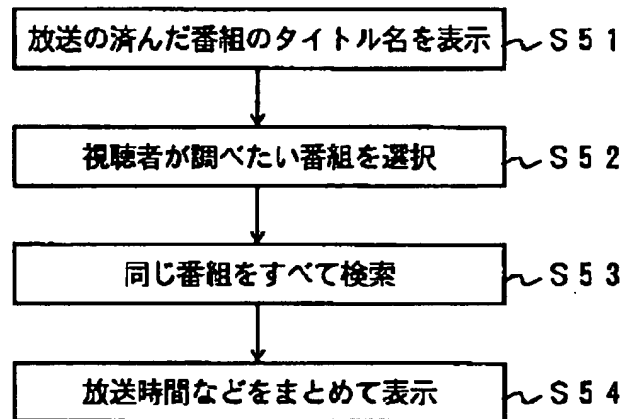 放送の済んだ番組のタイトル名を表示 S51
視聴者が調べたい番組を選択 S52
同じ番組をすべて検索 S53
放送時間などをまとめて表示 S54